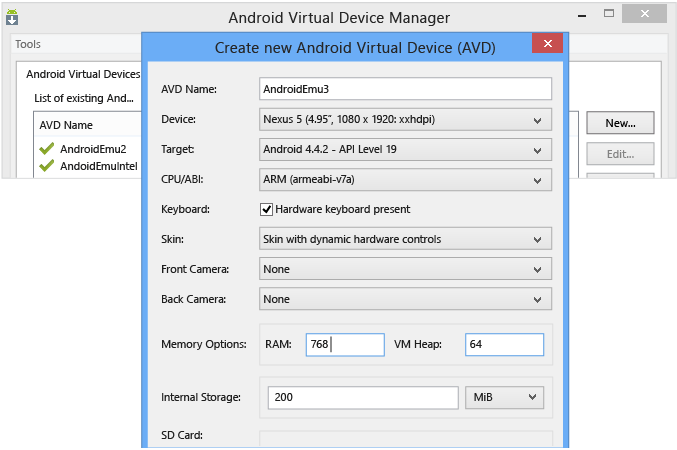 Android Virtual Device Manager
Tools
Create new Android Virtual Device (AVD)
Android Virtual Devices
List of existing And...
AVD Name
AndroidEmu2
AndoidEmuIntel
New...
Edit...
AVD Name: AndroidEmu3
Device: Nexus 5 (4.95", 1080 x 1920: xxhdpi)
Target: Android 4.4.2 - API Level 19
CPU/ABI: ARM (armeabi-v7a)
Keyboard: Hardware keyboard present
Skin: Skin with dynamic hardware controls
Front Camera: None
Back Camera: None
Memory Options: RAM: 768 VM Heap: 64
Internal Storage: 200 MiB
SD Card: